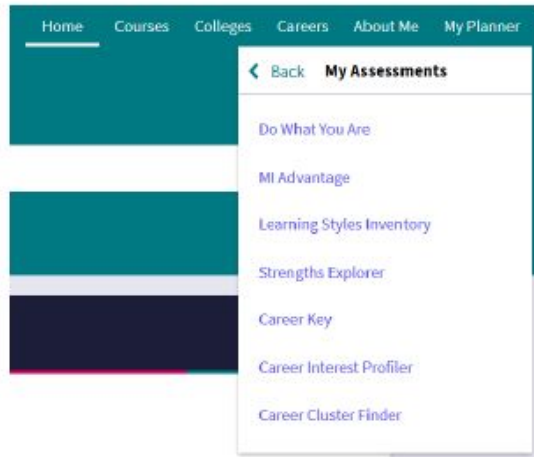 Home Courses Colleges Careers About Me My Planner
Back My Assessments
Do What You Are
MI Advantage
Learning Styles Inventory
Strengths Explorer
Career Key
Career Interest Profiler
Career Cluster Finder